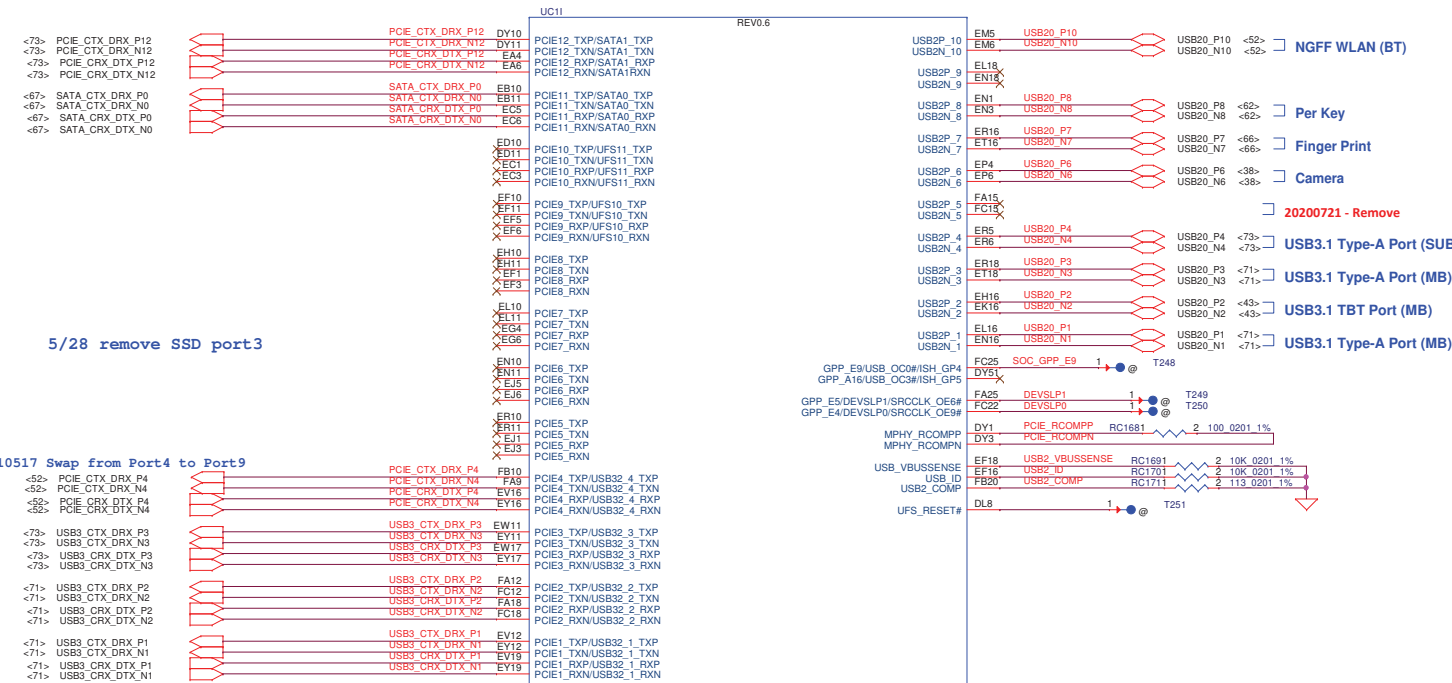 UC1I
REV0.6
<73> PCIE_CTX_DRX_P12 PCIE_CTX_DRX_P12 DY10 PCIE12_TXP/SATA1_TXP
<73> PCIE_CTX_DRX_N12 PCIE_CTX_DRX_N12 DY11 PCIE12_TXN/SATA1_TXN
<73> PCIE_CRX_DTX_P12 PCIE_CRX_DTX_P12 EA4 PCIE12_RXP/SATA1_RXP
<73> PCIE_CRX_DTX_N12 PCIE_CRX_DTX_N12 EA6 PCIE12_RXN/SATA1RXN
<67> SATA_CTX_DRX_P0 SATA_CTX_DRX_P0 EB10 PCIE11_TXP/SATA0_TXP
<67> SATA_CTX_DRX_N0 SATA_CTX_DRX_N0 EB11 PCIE11_TXN/SATA0_TXN
<67> SATA_CRX_DTX_P0 SATA_CRX_DTX_P0 EC5 PCIE11_RXP/SATA0_RXP
<67> SATA_CRX_DTX_N0 SATA_CRX_DTX_N0 EC6 PCIE11_RXN/SATA0_RXN
ED10 PCIE10_TXP/UFS11_TXP
ED11 PCIE10_TXN/UFS11_TXN
EC1 PCIE10_RXP/UFS11_RXP
EC3 PCIE10_RXN/UFS11_RXN
EF10 PCIE9_TXP/UFS10_TXP
EF11 PCIE9_TXN/UFS10_TXN
EF5 PCIE9_RXP/UFS10_RXP
EF6 PCIE9_RXN/UFS10_RXN
EH10 PCIE8_TXP
EH11 PCIE8_TXN
EF1 PCIE8_RXP
EF3 PCIE8_RXN
EL10 PCIE7_TXP
EL11 PCIE7_TXN
EG4 PCIE7_RXP
EG6 PCIE7_RXN
5/28 remove SSD port3
EN10 PCIE6_TXP
EN11 PCIE6_TXN
EJ5 PCIE6_RXP
EJ6 PCIE6_RXN
ER10 PCIE5_TXP
ER11 PCIE5_TXN
EJ1 PCIE5_RXP
EJ3 PCIE5_RXN
10517 Swap from Port4 to Port9
<52> PCIE_CTX_DRX_P4 PCIE_CTX_DRX_P4 FB10 PCIE4_TXP/USB32_4_TXP
<52> PCIE_CTX_DRX_N4 PCIE_CTX_DRX_N4 FA9 PCIE4_TXN/USB32_4_TXN
<52> PCIE_CRX_DTX_P4 PCIE_CRX_DTX_P4 EV16 PCIE4_RXP/USB32_4_RXP
<52> PCIE_CRX_DTX_N4 PCIE_CRX_DTX_N4 EY16 PCIE4_RXN/USB32_4_RXN
<73> USB3_CTX_DRX_P3 USB3_CTX_DRX_P3 EW11 PCIE3_TXP/USB32_3_TXP
<73> USB3_CTX_DRX_N3 USB3_CTX_DRX_N3 EY11 PCIE3_TXN/USB32_3_TXN
<73> USB3_CRX_DTX_P3 USB3_CRX_DTX_P3 EW17 PCIE3_RXP/USB32_3_RXP
<73> USB3_CRX_DTX_N3 USB3_CRX_DTX_N3 EY17 PCIE3_RXN/USB32_3_RXN
<71> USB3_CTX_DRX_P2 USB3_CTX_DRX_P2 FA12 PCIE2_TXP/USB32_2_TXP
<71> USB3_CTX_DRX_N2 USB3_CTX_DRX_N2 FC12 PCIE2_TXN/USB32_2_TXN
<71> USB3_CRX_DTX_P2 USB3_CRX_DTX_P2 FA18 PCIE2_RXP/USB32_2_RXP
<71> USB3_CRX_DTX_N2 USB3_CRX_DTX_N2 FC18 PCIE2_RXN/USB32_2_RXN
<71> USB3_CTX_DRX_P1 USB3_CTX_DRX_P1 EV12 PCIE1_TXP/USB32_1_TXP
<71> USB3_CTX_DRX_N1 USB3_CTX_DRX_N1 EY12 PCIE1_TXN/USB32_1_TXN
<71> USB3_CRX_DTX_P1 USB3_CRX_DTX_P1 EV19 PCIE1_RXP/USB32_1_RXP
<71> USB3_CRX_DTX_N1 USB3_CRX_DTX_N1 EY19 PCIE1_RXN/USB32_1_RXN
USB2P_10 EM5 USB20_P10 USB20_P10 <52>
USB2N_10 EM6 USB20_N10 USB20_N10 <52>
NGFF WLAN (BT)
USB2P_9 EL18
USB2N_9 EN18
USB2P_8 EN1 USB20_P8 USB20_P8 <62>
USB2N_8 EN3 USB20_N8 USB20_N8 <62>
Per Key
USB2P_7 ER16 USB20_P7 USB20_P7 <66>
USB2N_7 ET16 USB20_N7 USB20_N7 <66>
Finger Print
USB2P_6 EP4 USB20_P6 USB20_P6 <38>
USB2N_6 EP6 USB20_N6 USB20_N6 <38>
Camera
USB2P_5 FA15
USB2N_5 FC15
20200721 - Remove
USB2P_4 ER5 USB20_P4 USB20_P4 <73>
USB2N_4 ER6 USB20_N4 USB20_N4 <73>
USB3.1 Type-A Port (SUB
USB2P_3 ER18 USB20_P3 USB20_P3 <71>
USB2N_3 ET18 USB20_N3 USB20_N3 <71>
USB3.1 Type-A Port (MB)
USB2P_2 EH16 USB20_P2 USB20_P2 <43>
USB2N_2 EK16 USB20_N2 USB20_N2 <43>
USB3.1 TBT Port (MB)
USB2P_1 EL16 USB20_P1 USB20_P1 <71>
USB2N_1 EN16 USB20_N1 USB20_N1 <71>
USB3.1 Type-A Port (MB)
GPP_E9/USB_OC0#/ISH_GP4 FC25 SOC_GPP_E9 1 @ T248
GPP_A16/USB_OC3#/ISH_GP5 DY51
GPP_E5/DEVSLP1/SRCCLK_OE6# FA25 DEVSLP1 1 @ T249
GPP_E4/DEVSLP0/SRCCLK_OE9# FC22 DEVSLP0 1 @ T250
MPHY_RCOMPP DY1 PCIE_RCOMPP RC1681 2 100_0201_1%
MPHY_RCOMPN DY3 PCIE_RCOMPN
USB_VBUSSENSE EF18 USB2_VBUSSENSE RC1691 2 10K_0201_1%
USB_ID EF16 USB2_ID RC1701 2 10K_0201_1%
USB2_COMP FB20 USB2_COMP RC1711 2 113_0201_1%
UFS_RESET# DL8 1 @ T251